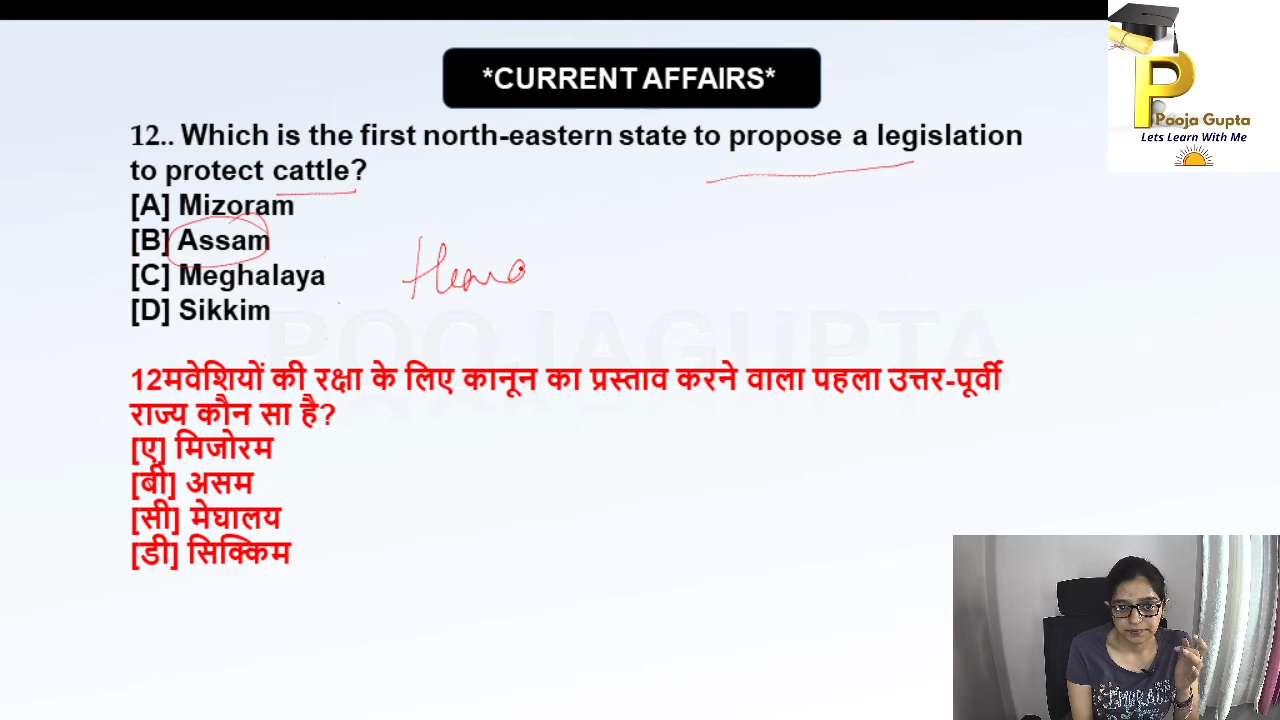 *CURRENT AFFAIRS*
P
Pooja Gupta
Lets Learn With Me
12.. Which is the first north-eastern state to propose a legislation
to protect cattle?
[A] Mizoram
[B] Assam
[C] Meghalaya
[D] Sikkim
POOJAGUPTA
12मवेशियों की रक्षा के लिए कानून का प्रस्ताव करने वाला पहला उत्तर-पूर्वी
राज्य कौन सा है?
[ए] मिजोरम
[बी] असम
[सी] मेघालय
[डी] सिक्किम